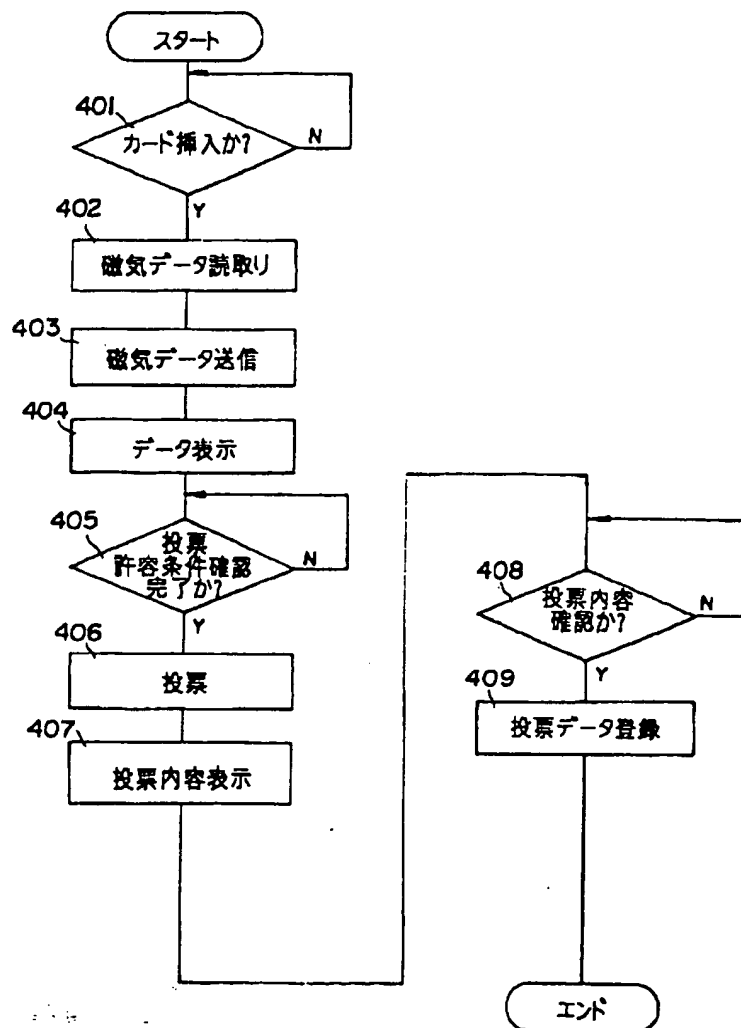 スタート
401
カード挿入か?
N
Y
402
磁気データ読取り
403
磁気データ送信
404
データ表示
405
投票
許容条件確認
完了か?
N
Y
406
投票
407
投票内容表示
408
投票内容
確認か?
N
Y
409
投票データ登録
エンド